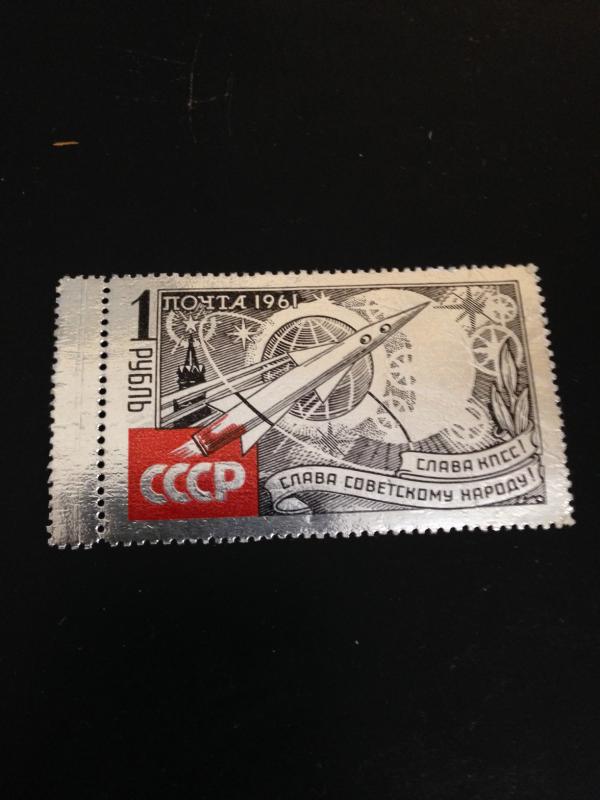 1 ПОЧТА 1961
РУБЛЬ
СССР
СЛАВА КПСС!
СЛАВА СОВЕТСКОМУ НАРОДУ!